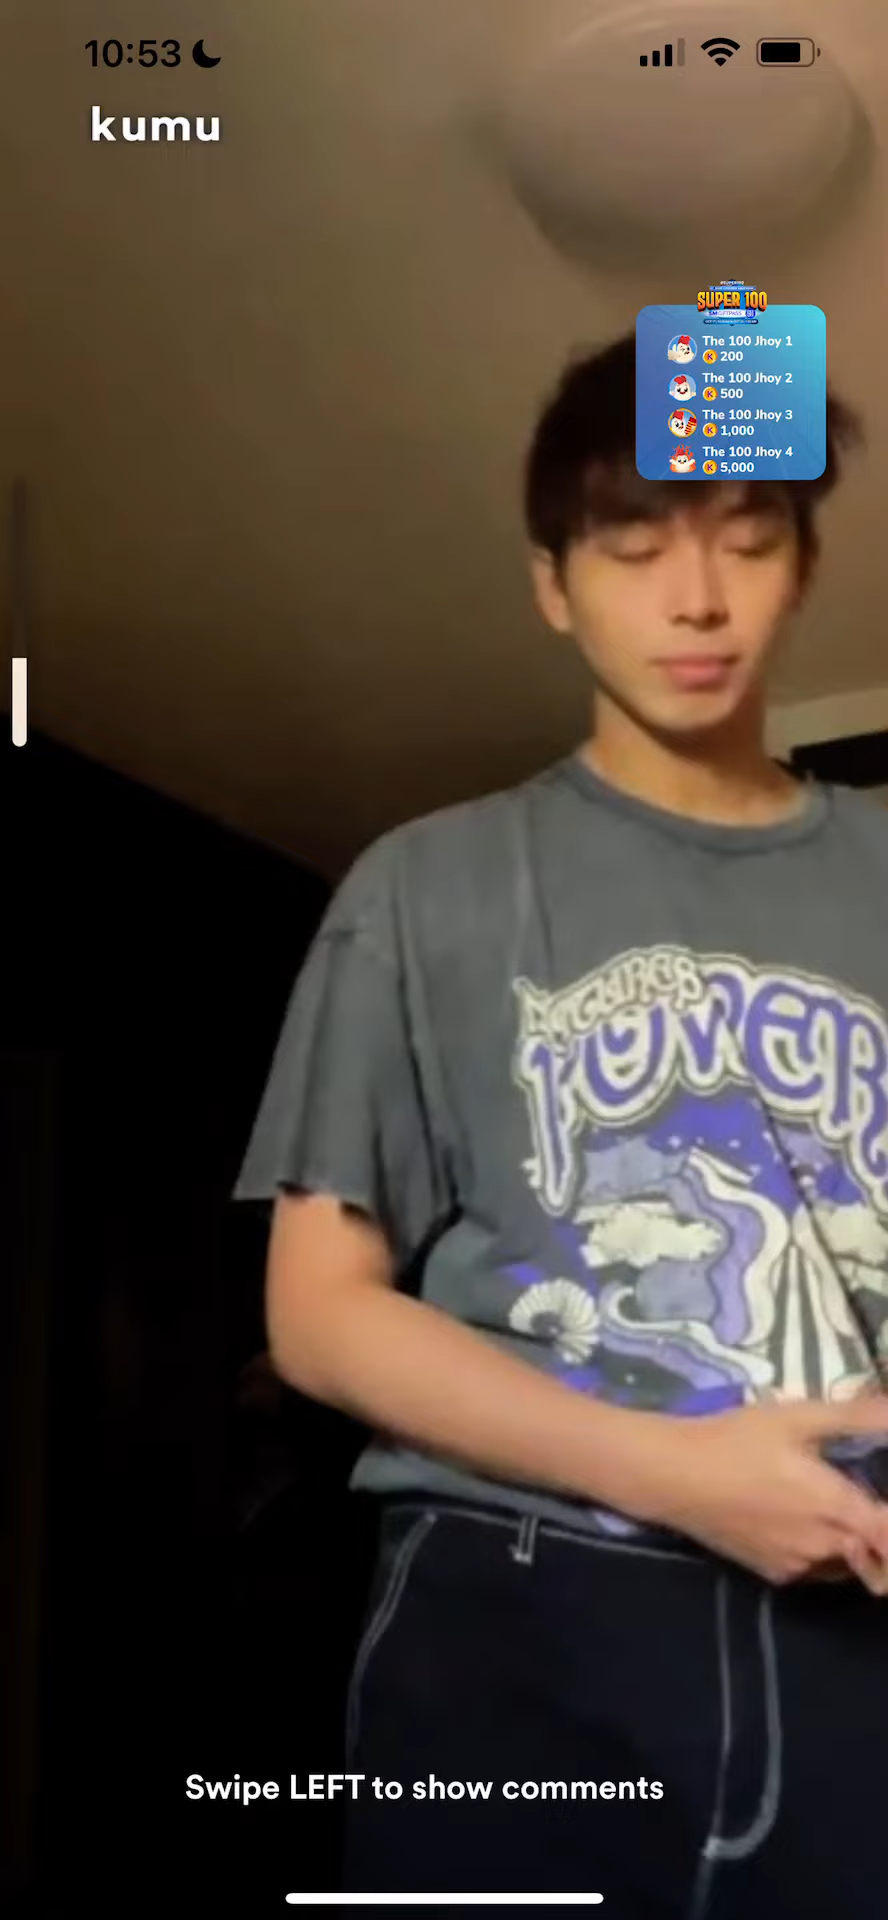 10:53
kumu
SUPER 100
The 100 Jhoy 1
K 200
The 100 Jhoy 2
K 500
The 100 Jhoy 3
K 1,000
The 100 Jhoy 4
K 5,000
POWER
Swipe LEFT to show comments